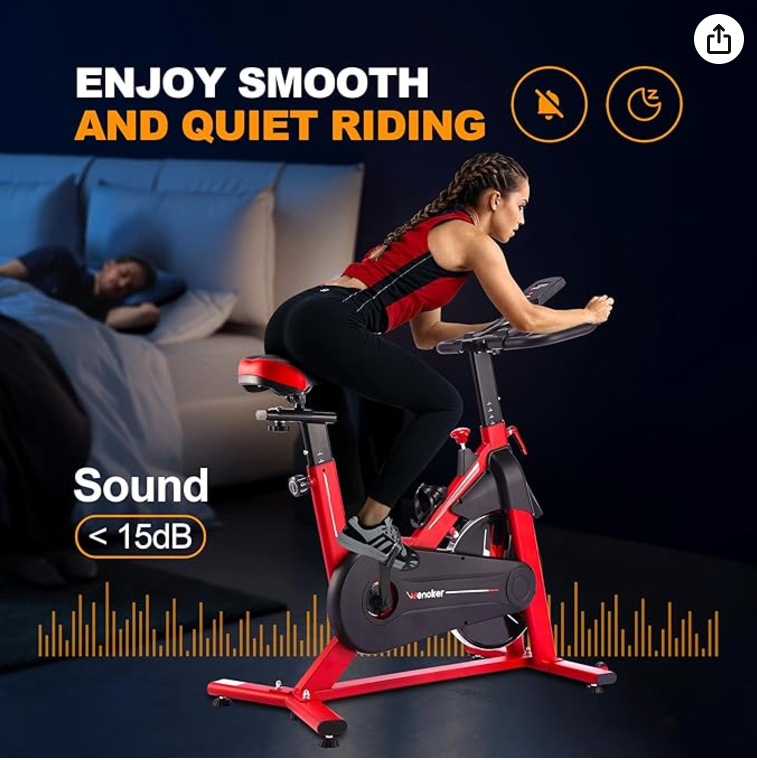 ENJOY SMOOTH
AND QUIET RIDING
Z
Sound
< 15dB
Wenoker